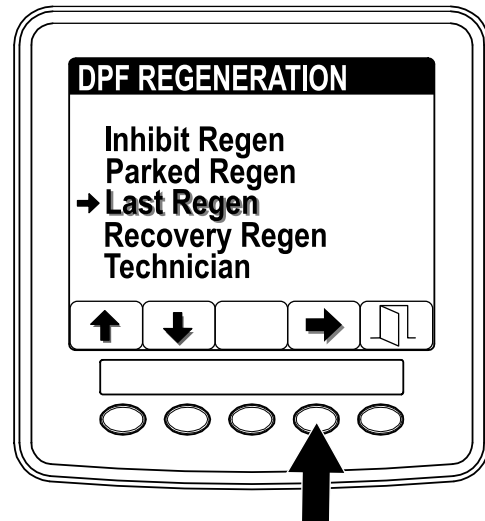 DPF REGENERATION
Inhibit Regen
Parked Regen
Last Regen
Recovery Regen
Technician